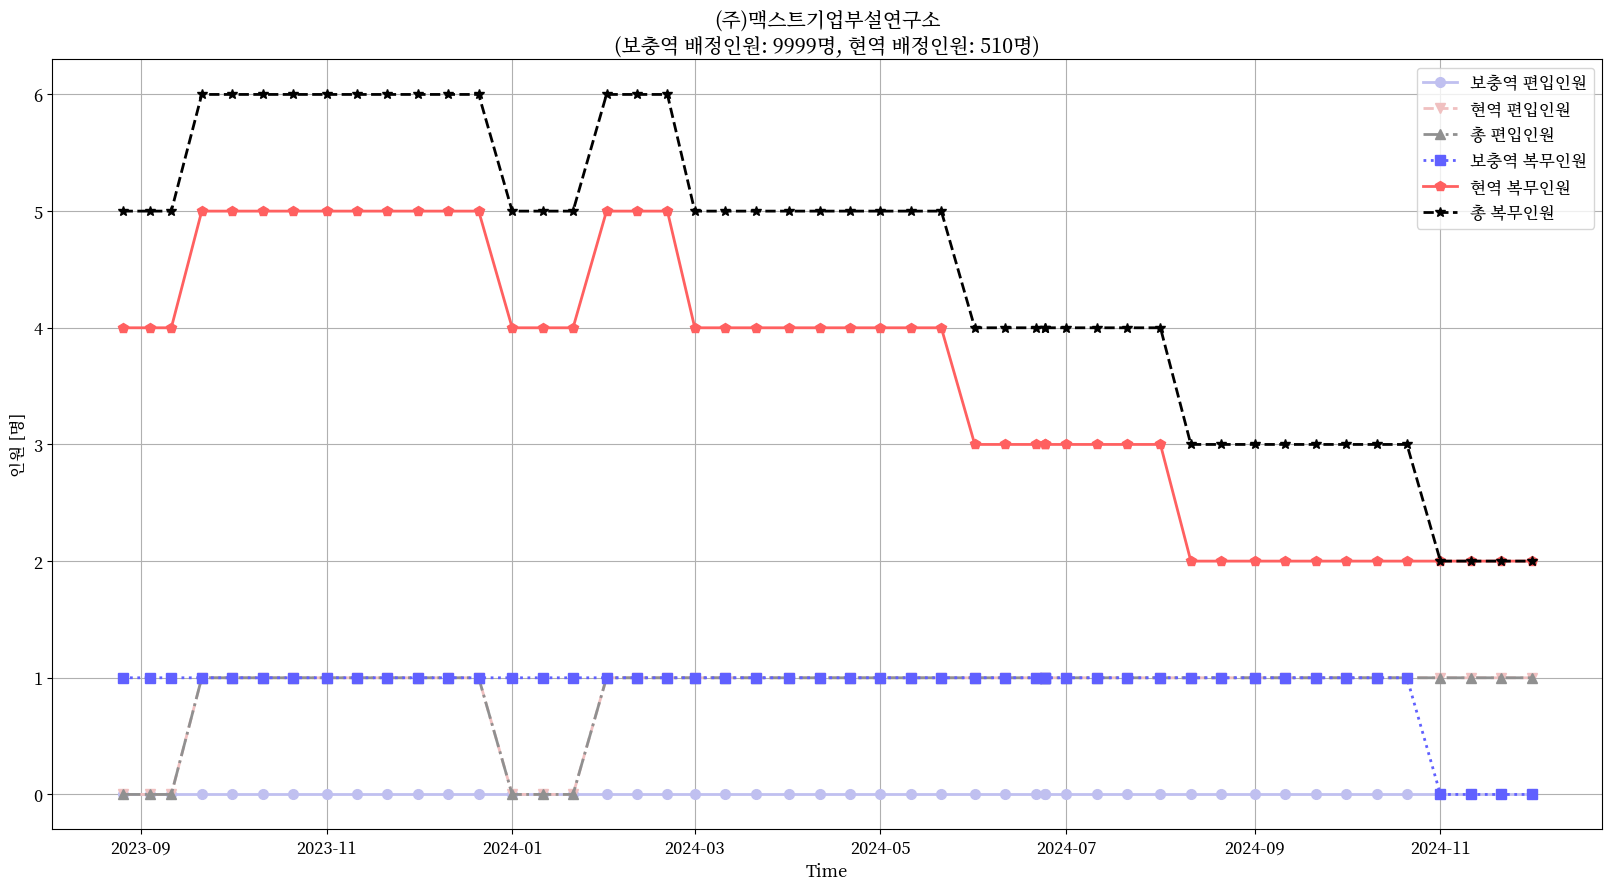 (주)맥스트기업부설연구소
(보충역 배정인원: 9999명, 현역 배정인원: 510명)
보충역 편입인원
현역 편입인원
총 편입인원
보충역 복무인원
현역 복무인원
총 복무인원
인원 [명]
6
5
4
3
2
1
0
2023-09
2023-11
2024-01
2024-03
2024-05
2024-07
2024-09
2024-11
Time